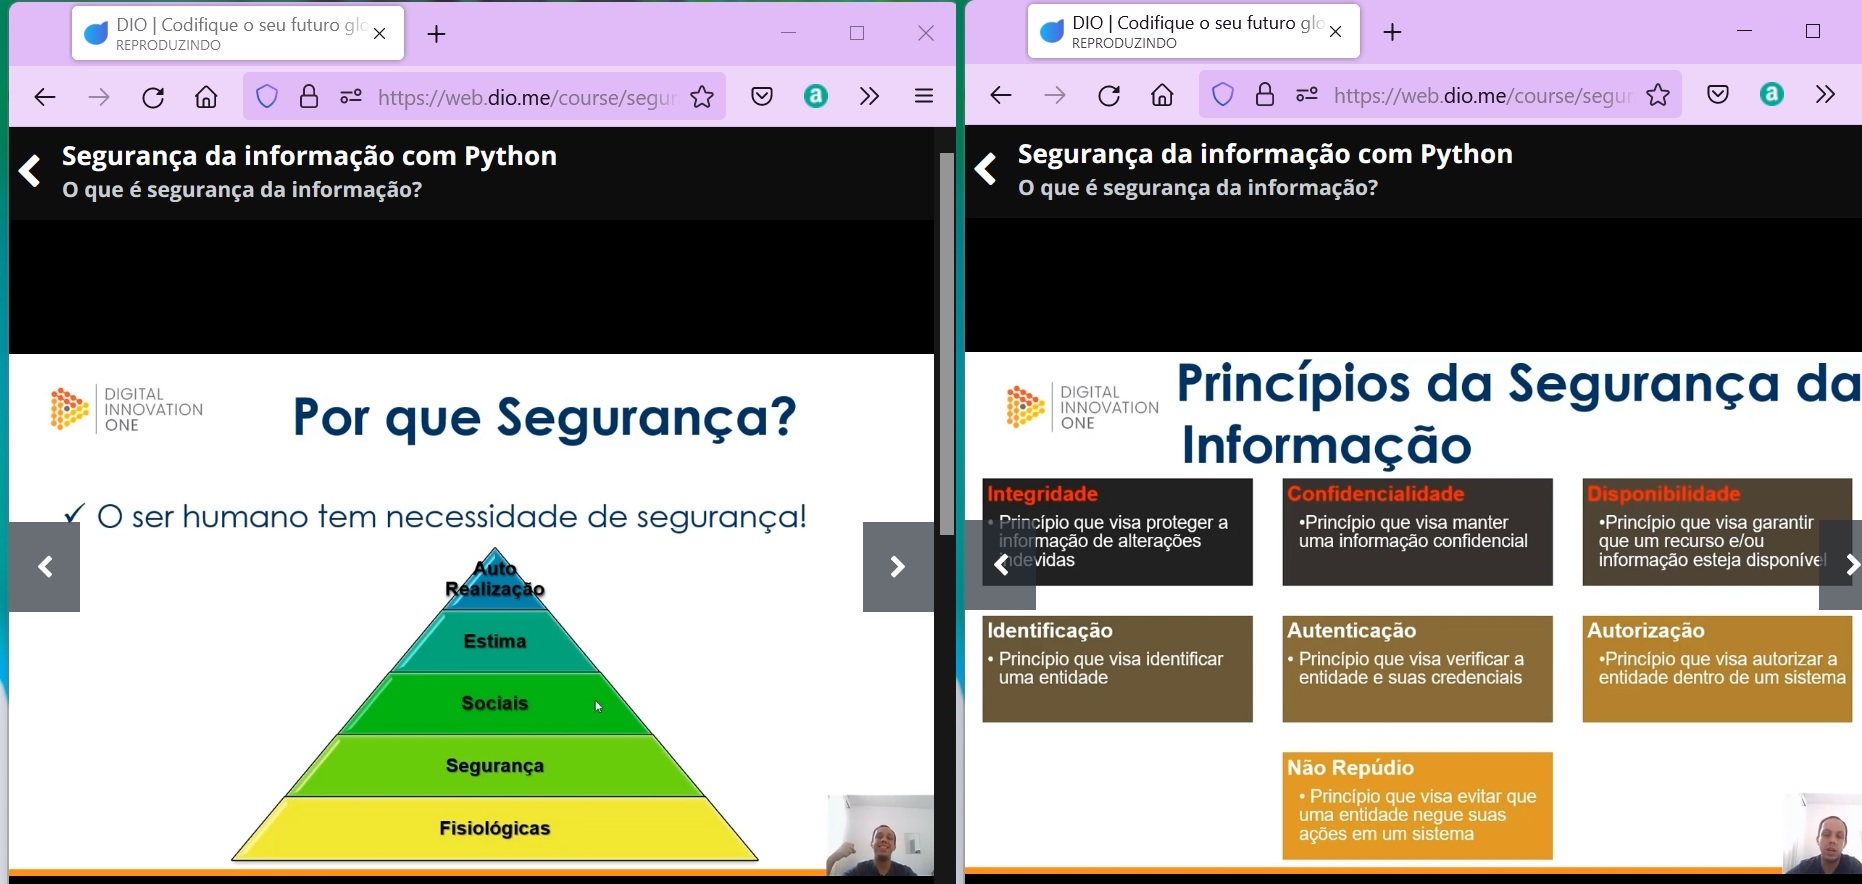 DIO | Codifique o seu futuro glo
REPRODUZINDO
https://web.dio.me/course/segur
a
Segurança da informação com Python
O que é segurança da informação?
DIGITAL
INNOVATION
ONE
Por que Segurança?
✓ O ser humano tem necessidade de segurança!
Auto
Realização
Estima
Sociais
Segurança
Fisiológicas
DIO | Codifique o seu futuro glo
REPRODUZINDO
https://web.dio.me/course/segur
a
Segurança da informação com Python
O que é segurança da informação?
DIGITAL
INNOVATION
ONE
Princípios da Segurança da
Informação
Integridade
• Princípio que visa proteger a
informação de alterações
indevidas
Confidencialidade
•Princípio que visa manter
uma informação confidencial
Disponibilidade
•Princípio que visa garantir
que um recurso e/ou
informação esteja disponível
Identificação
• Princípio que visa identificar
uma entidade
Autenticação
• Princípio que visa verificar a
entidade e suas credenciais
Autorização
•Princípio que visa autorizar a
entidade dentro de um sistema
Não Repúdio
• Princípio que visa evitar que
uma entidade negue suas
ações em um sistema